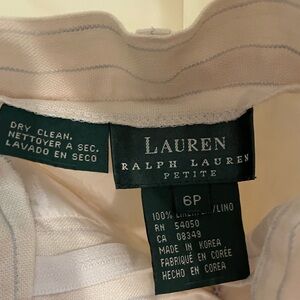 DRY CLEAN.
NETTOYER A SEC.
LAVADO EN SECO
LAUREN
RALPH LAUREN
PETITE
6P
100% /LINO
RN 54050
CA 08349
MADE IN KOREA
FABRIQUÉ EN CORÉE
HECHO EN COREA